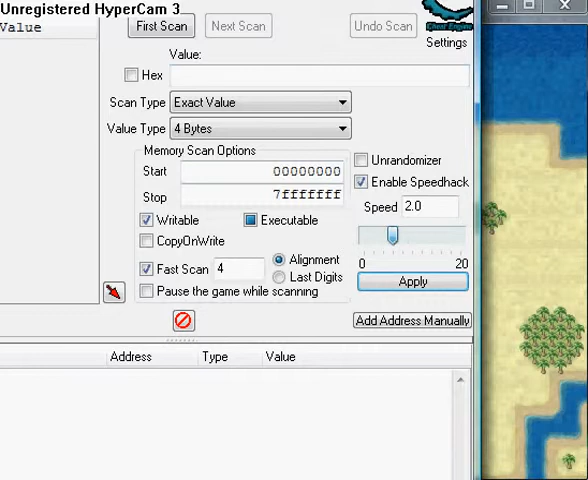 Unregistered HyperCam 3
Value
First Scan
Next Scan
Undo Scan
Cheat Engine
Settings
Value:
Hex
Scan Type
Exact Value
Value Type
4 Bytes
Memory Scan Options
Start
00000000
Stop
7fffffff
Unrandomizer
Enable Speedhack
Speed
2.0
Writable
Executable
CopyOnWrite
Fast Scan
4
Alignment
Last Digits
0
20
Apply
Pause the game while scanning
Add Address Manually
Address
Type
Value